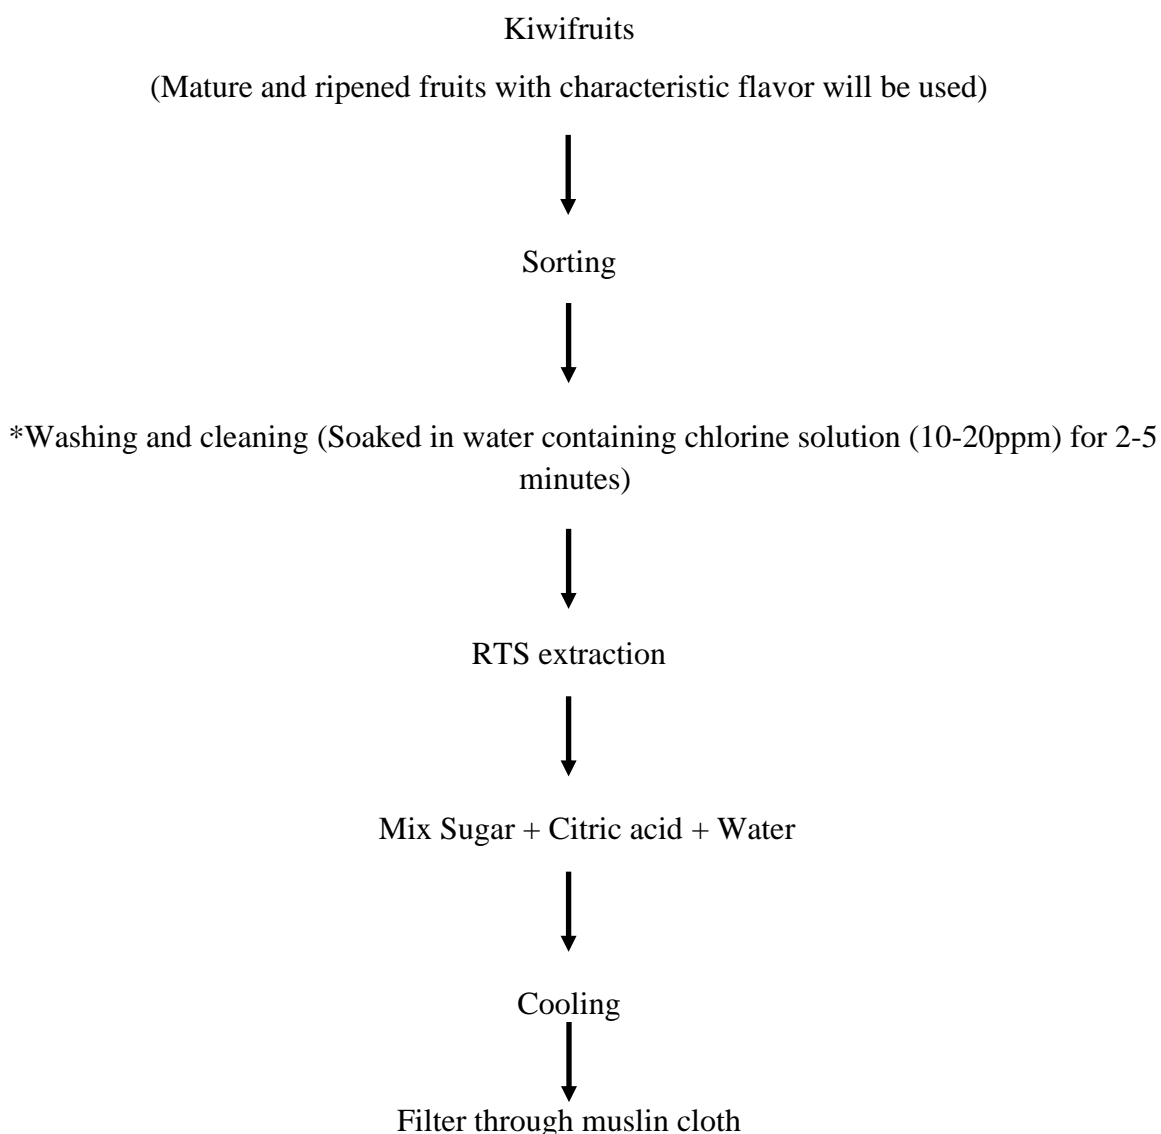 Kiwifruits
(Mature and ripened fruits with characteristic flavor will be used)
Sorting
*Washing and cleaning (Soaked in water containing chlorine solution (10-20ppm) for 2-5
minutes)
RTS extraction
Mix Sugar + Citric acid + Water
Cooling
Filter through muslin cloth